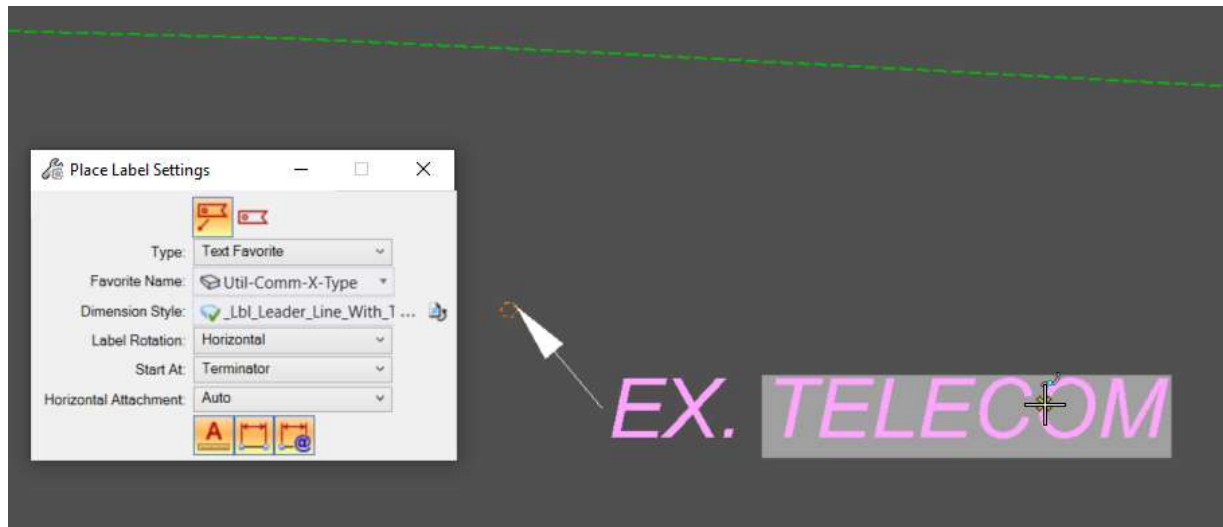 Place Label Settings
Type: Text Favorite
Favorite Name: Util-Comm-X-Type
Dimension Style: _Lbl_Leader_Line_With_T ...
Label Rotation: Horizontal
Start At: Terminator
Horizontal Attachment: Auto
A
@
EX. TELECOM